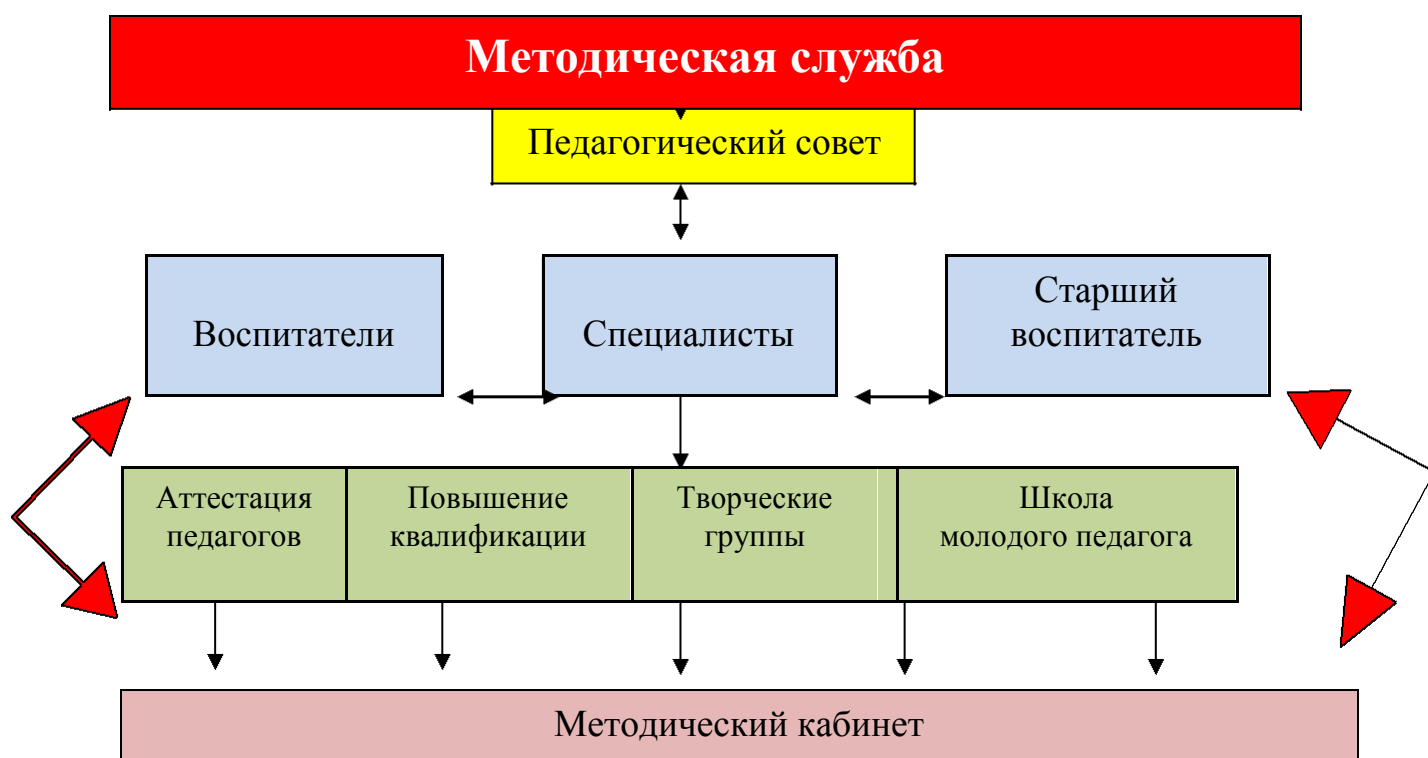 Методическая служба
Педагогический совет
Воспитатели
Специалисты
Старший
воспитатель
Аттестация
педагогов
Повышение
квалификации
Творческие
группы
Школа
молодого педагога
Методический кабинет